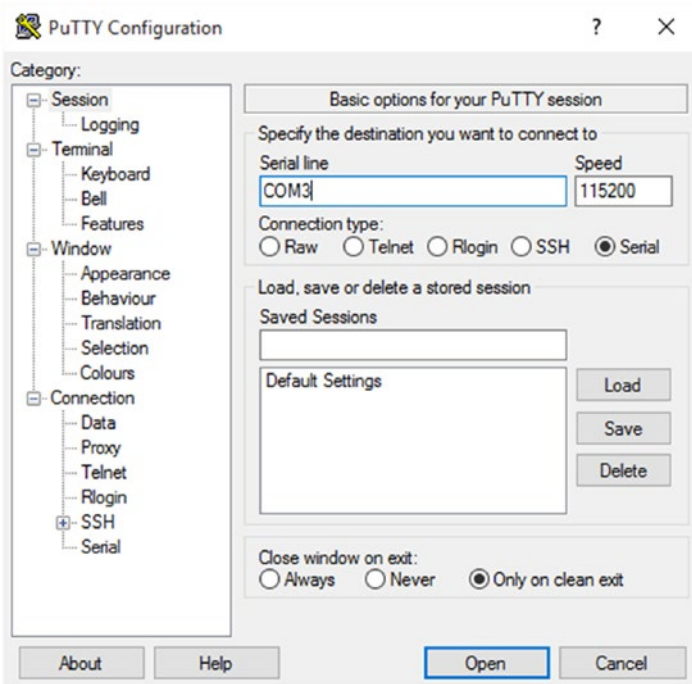 PuTTY Configuration
?
Category:
Session
Logging
Terminal
Keyboard
Bell
Features
Window
Appearance
Behaviour
Translation
Selection
Colours
Connection
Data
Proxy
Telnet
Rlogin
SSH
Serial
Basic options for your PuTTY session
Specify the destination you want to connect to
Serial line Speed
COM3 115200
Connection type:
Raw Telnet Rlogin SSH Serial
Load, save or delete a stored session
Saved Sessions
Default Settings
Load
Save
Delete
Close window on exit:
Always Never Only on clean exit
About Help Open Cancel